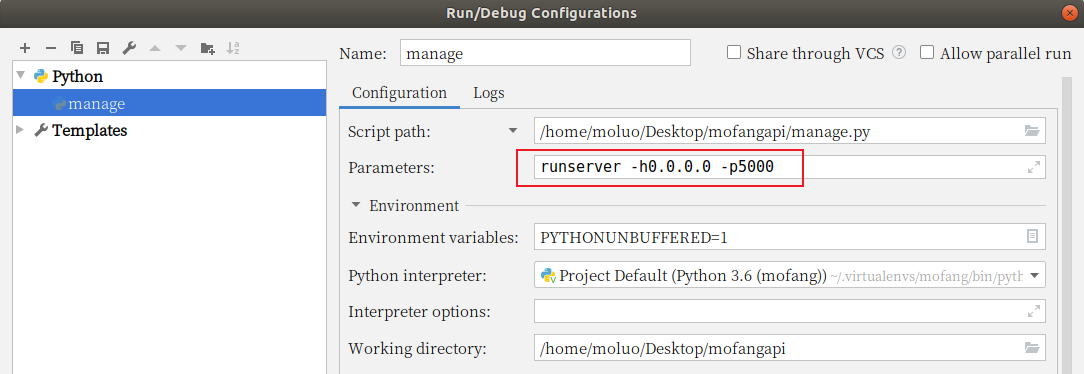 Run/Debug Configurations
Name: manage Share through VCS ? Allow parallel run
Python
manage
Templates
Configuration Logs
Script path: /home/moluo/Desktop/mofangapi/manage.py
Parameters: runserver -h0.0.0.0 -p5000
Environment
Environment variables: PYTHONUNBUFFERED=1
Python interpreter: Project Default (Python 3.6 (mofang)) ~/.virtualenvs/mofang/bin/pyth
Interpreter options:
Working directory: /home/moluo/Desktop/mofangapi